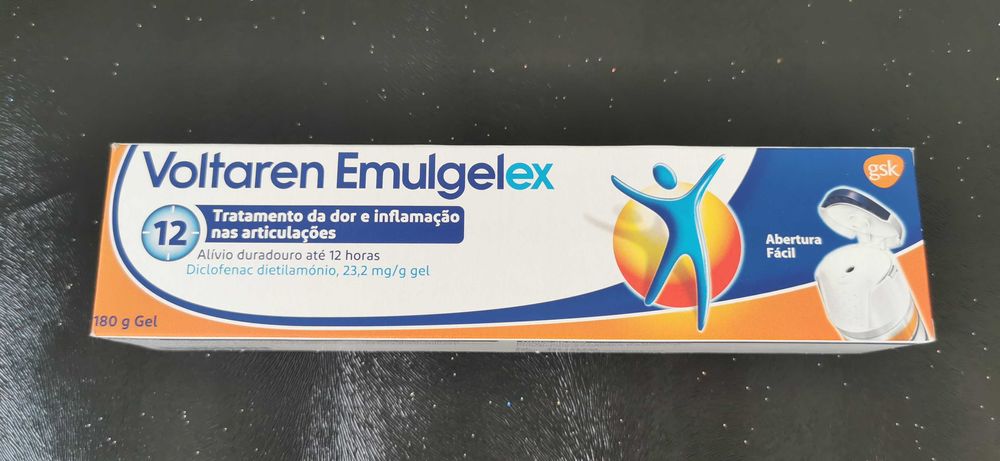 Voltaren Emulgelex
12
Tratamento da dor e inflamação
nas articulações
Alívio duradouro até 12 horas
Diclofenac dietilamónio, 23,2 mg/g gel
180 g Gel
gsk
Abertura
Fácil